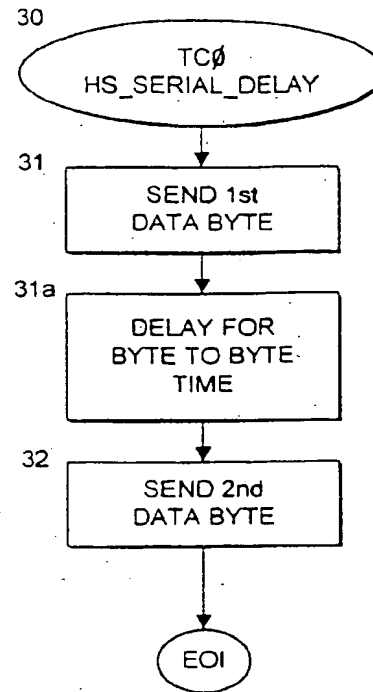 30
TCØ
HS_SERIAL_DELAY
31
SEND 1st
DATA BYTE
31a
DELAY FOR
BYTE TO BYTE
TIME
32
SEND 2nd
DATA BYTE
EOI